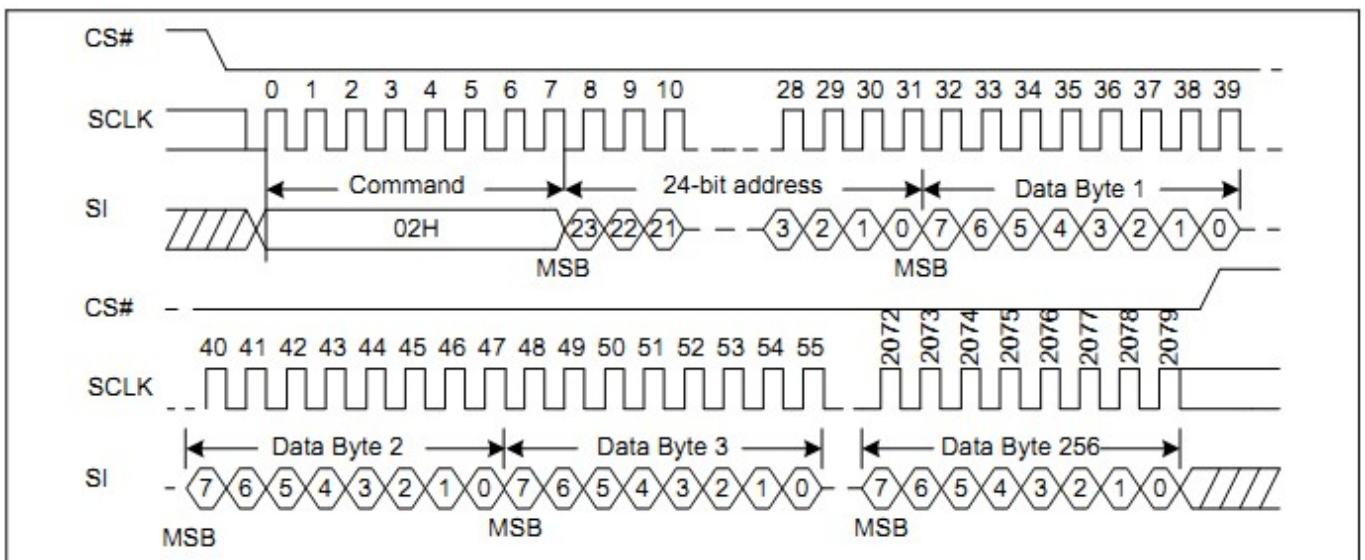 CS#
0 1 2 3 4 5 6 7 8 9 10 28 29 30 31 32 33 34 35 36 37 38 39
SCLK
Command 24-bit address Data Byte 1
SI 02H 23 22 21 3 2 1 0 7 6 5 4 3 2 1 0
MSB MSB
CS#
40 41 42 43 44 45 46 47 48 49 50 51 52 53 54 55 2072 2073 2074 2075 2076 2077 2078 2079
SCLK
Data Byte 2 Data Byte 3 Data Byte 256
SI 7 6 5 4 3 2 1 0 7 6 5 4 3 2 1 0 7 6 5 4 3 2 1 0
MSB MSB MSB